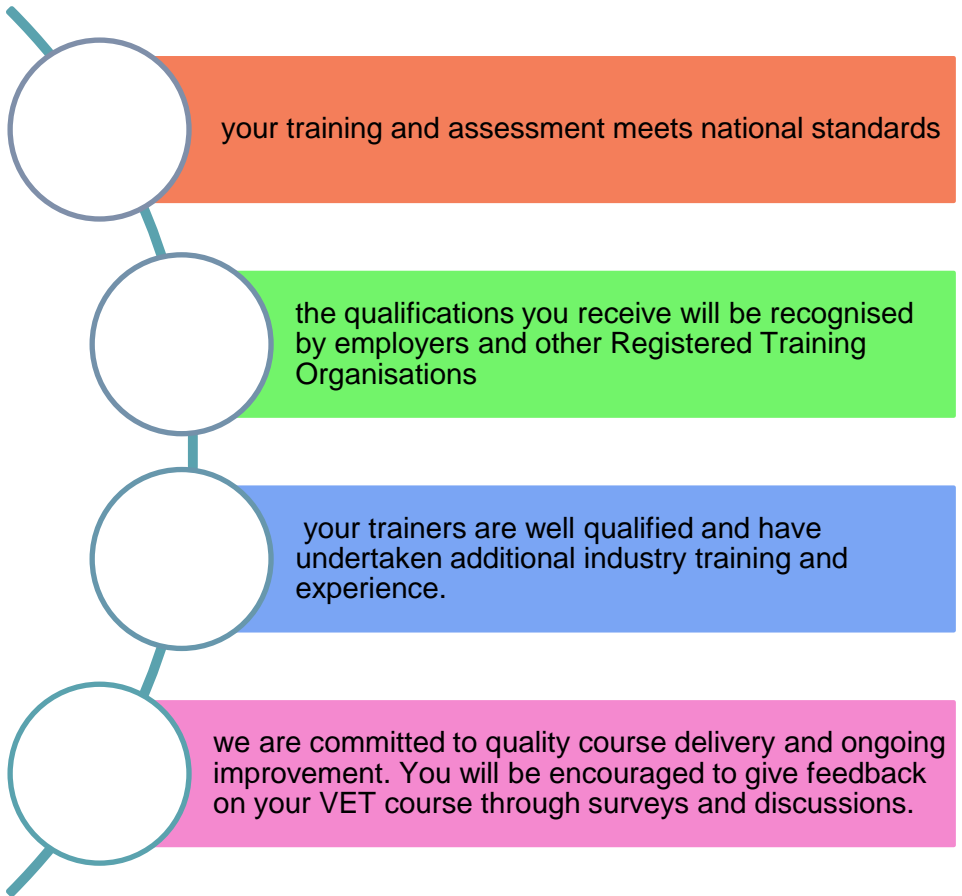 your training and assessment meets national standards
the qualifications you receive will be recognised
by employers and other Registered Training
Organisations
your trainers are well qualified and have
undertaken additional industry training and
experience.
we are committed to quality course delivery and ongoing
improvement. You will be encouraged to give feedback
on your VET course through surveys and discussions.